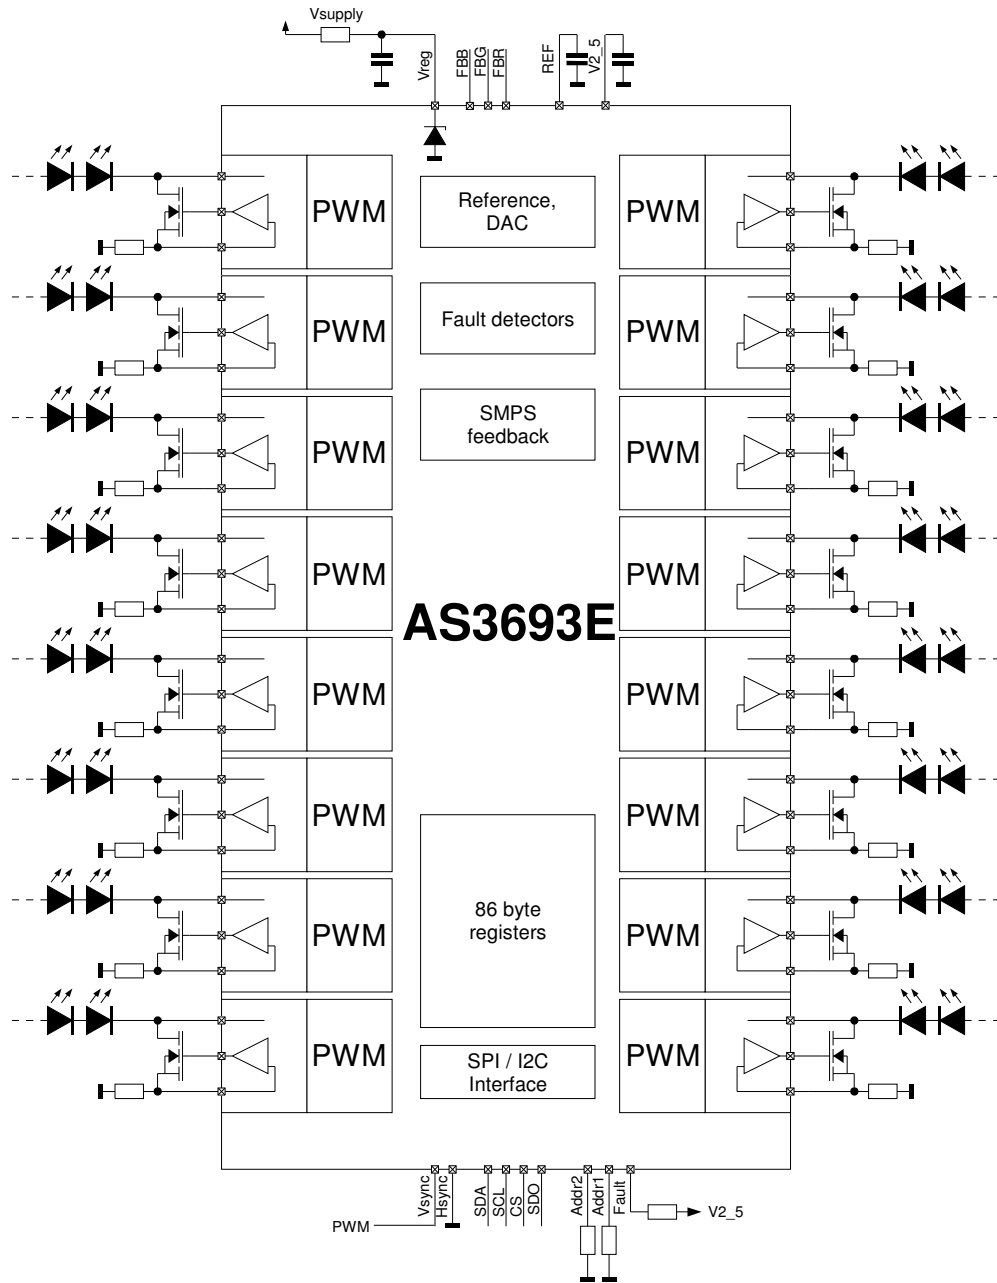 Vsupply
Vreg
FBB
FBG
FBR
REF
V2_5
PWM
Reference,
DAC
PWM
PWM
Fault detectors
PWM
PWM
SMPS
feedback
PWM
PWM
PWM
AS3693E
PWM
PWM
PWM
PWM
PWM
86 byte
registers
PWM
PWM
SPI / I2C
Interface
PWM
Vsync
Hsync
SDA
SCL
CS
SDO
Addr2
Addr1
Fault
V2_5
PWM